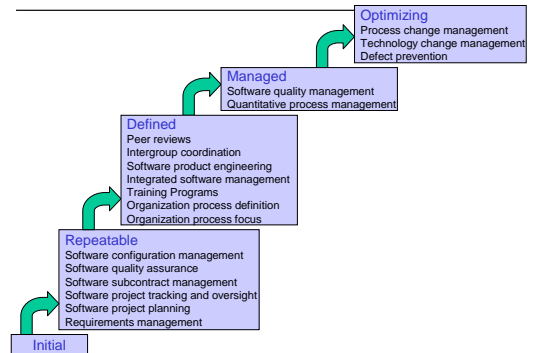 Optimizing
Process change management
Technology change management
Defect prevention
Managed
Software quality management
Quantitative process management
Defined
Peer reviews
Intergroup coordination
Software product engineering
Integrated software management
Training Programs
Organization process definition
Organization process focus
Repeatable
Software configuration management
Software quality assurance
Software subcontract management
Software project tracking and oversight
Software project planning
Requirements management
Initial